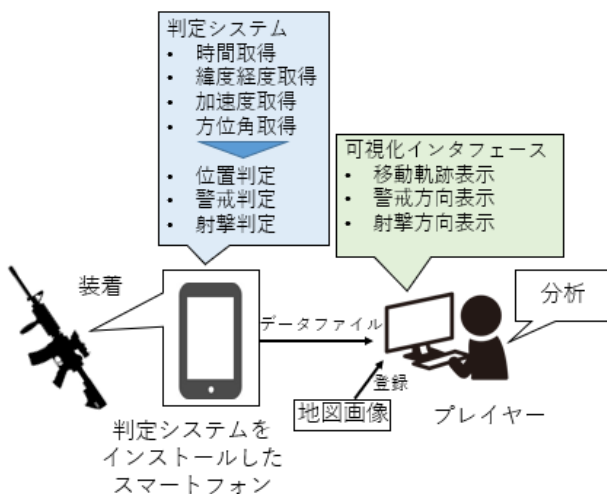 判定システム
• 時間取得
• 緯度経度取得
• 加速度取得
• 方位角取得
• 位置判定
• 警戒判定
• 射撃判定
可視化インタフェース
• 移動軌跡表示
• 警戒方向表示
• 射撃方向表示
装着
データファイル
分析
登録
地図画像
プレイヤー
判定システムを
インストールした
スマートフォン